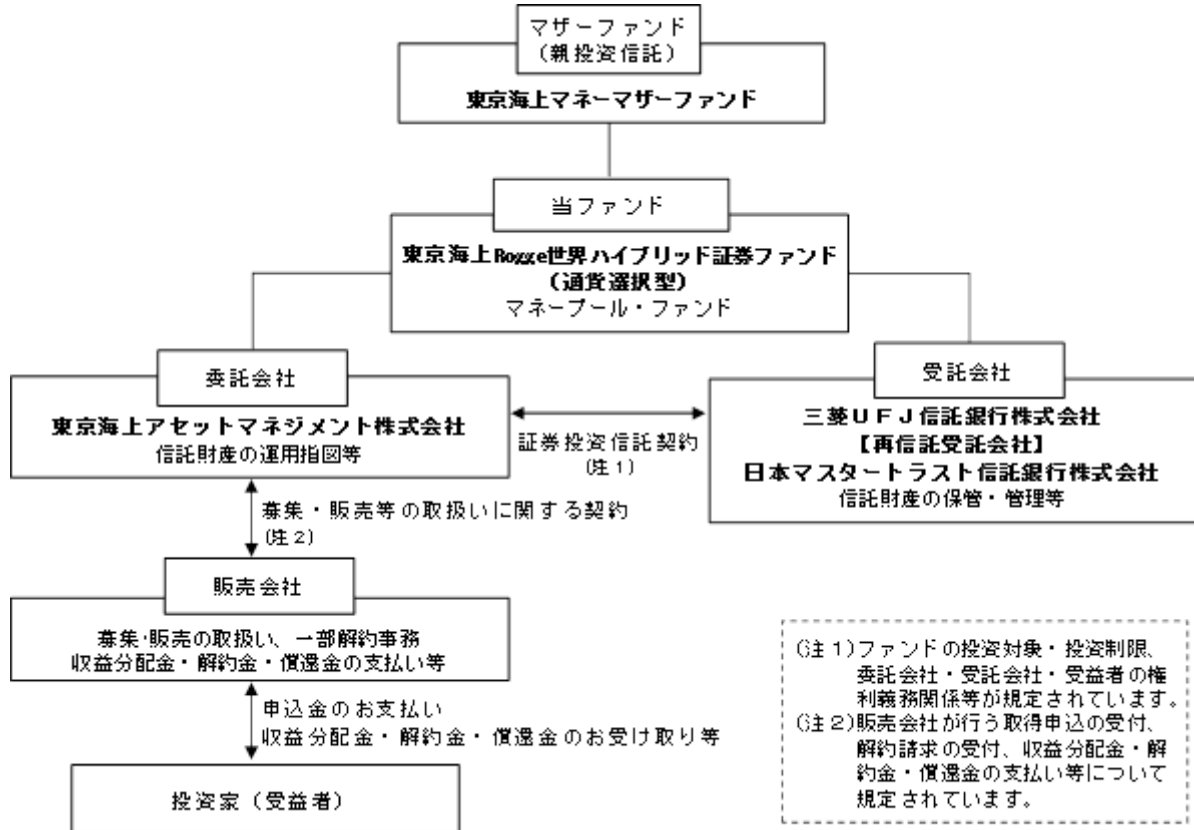 マザーファンド
(親投資信託)
東京海上マネーマザーファンド
当ファンド
東京海上Rogge世界ハイブリッド証券ファンド
(通貨選択型)
マネープール・ファンド
委託会社
東京海上アセットマネジメント株式会社
信託財産の運用指図等
証券投資信託契約
(注1)
受託会社
三菱UFJ信託銀行株式会社
【再信託受託会社】
日本マスタートラスト信託銀行株式会社
信託財産の保管・管理等
募集・販売等の取扱いに関する契約
(注2)
販売会社
募集・販売の取扱い、一部解約事務
収益分配金・解約金・償還金の支払い等
申込金のお支払い
収益分配金・解約金・償還金のお受け取り等
投資家(受益者)
(注1)ファンドの投資対象・投資制限、
委託会社・受託会社・受益者の権
利義務関係等が規定されています。
(注2)販売会社が行う取得申込の受付、
解約請求の受付、収益分配金・解
約金・償還金の支払い等について
規定されています。